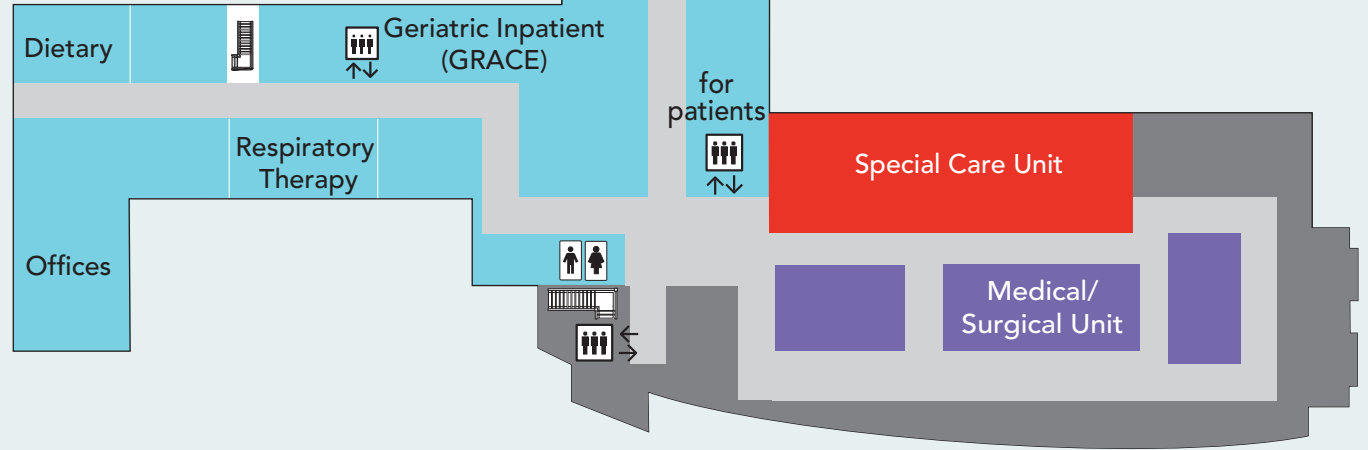 Dietary
Geriatric Inpatient
(GRACE)
for
patients
Respiratory
Therapy
Special Care Unit
Offices
Medical/
Surgical Unit